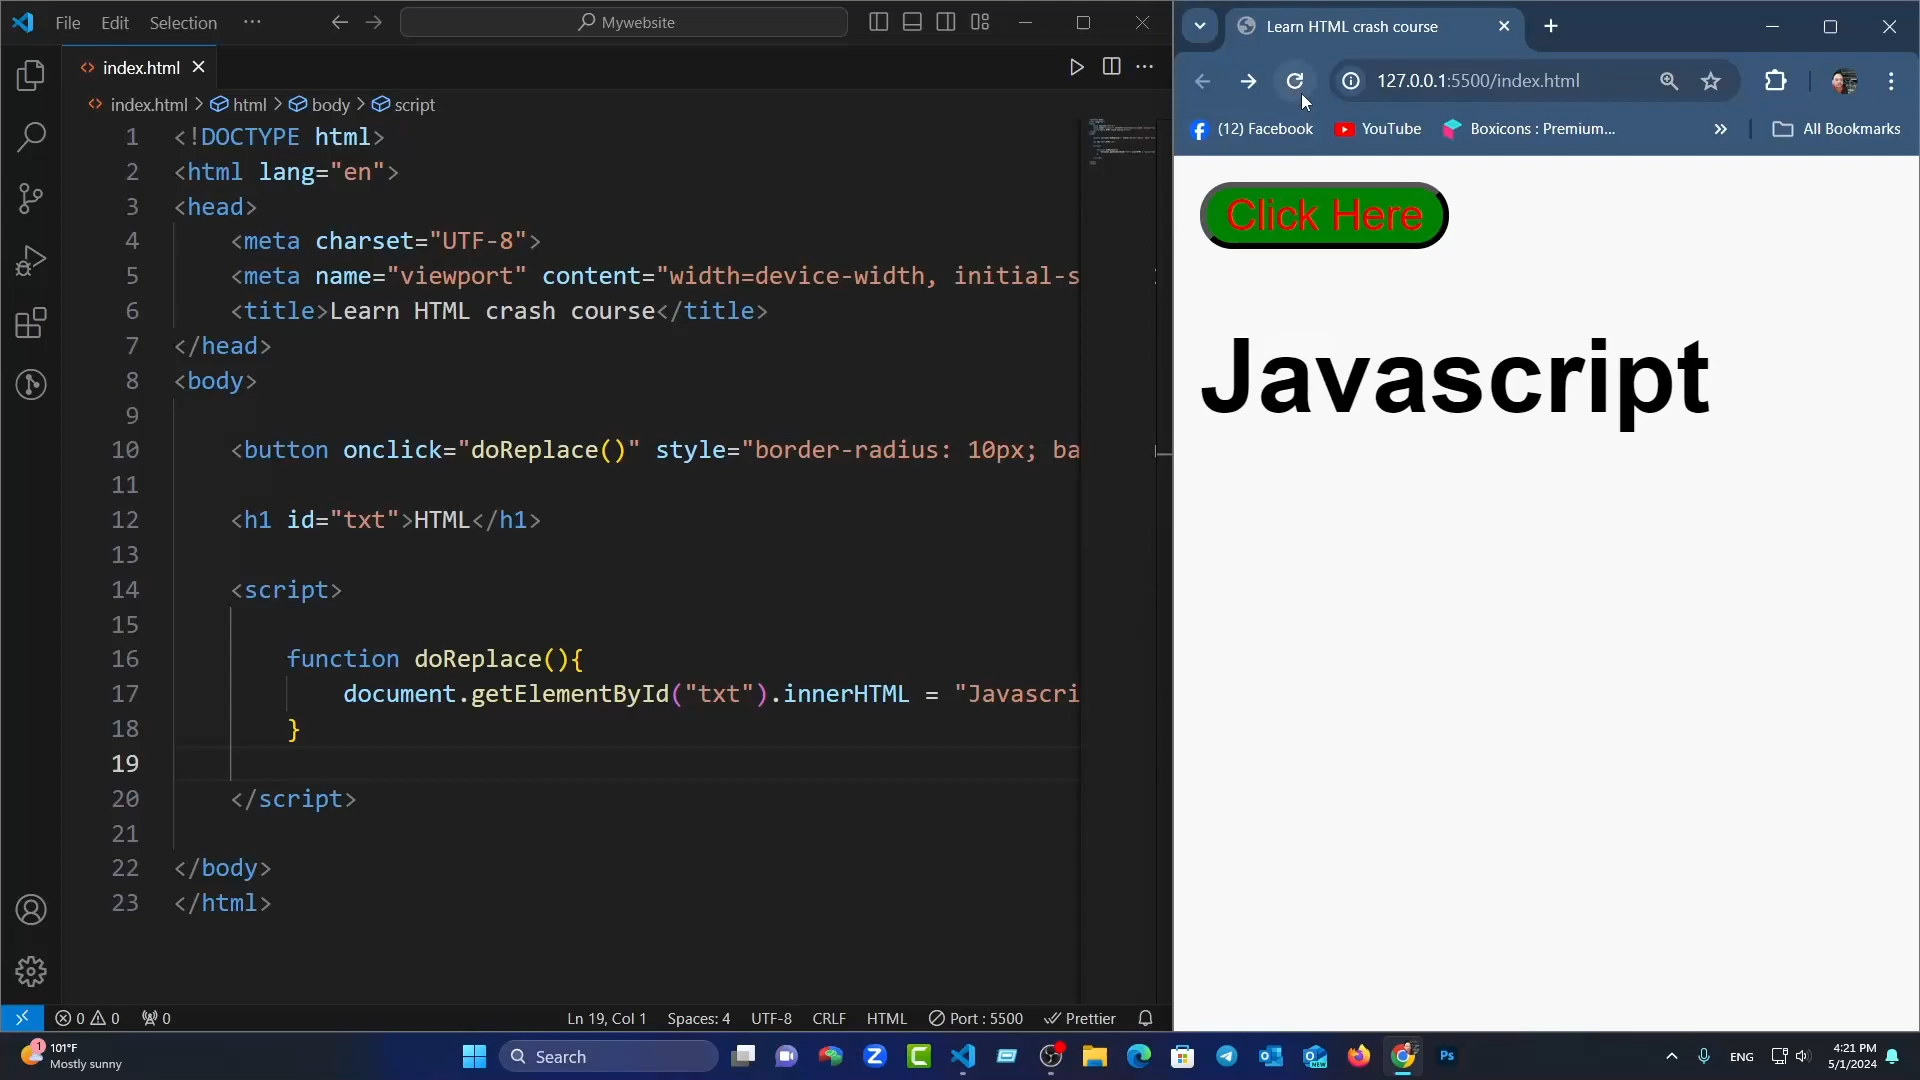 File Edit Selection ···
Mywebsite
index.html
index.html > html > body > script
1 <!DOCTYPE html>
2 <html lang="en">
3 <head>
4 <meta charset="UTF-8">
5 <meta name="viewport" content="width=device-width, initial-s
6 <title>Learn HTML crash course</title>
7 </head>
8 <body>
9
10 <button onclick="doReplace()" style="border-radius: 10px; ba
11
12 <h1 id="txt">HTML</h1>
13
14 <script>
15
16 function doReplace(){
17 document.getElementById("txt").innerHTML = "Javascri
18 }
19
20 </script>
21
22 </body>
23 </html>
0 0 0 Ln 19, Col 1 Spaces: 4 UTF-8 CRLF HTML Port : 5500 Prettier
Learn HTML crash course
127.0.0.1:5500/index.html
(12) Facebook YouTube Boxicons : Premium... » All Bookmarks
Click Here
Javascript
1 101°F
Mostly sunny
Search
NEW
Ps
ENG
4:21 PM
5/1/2024